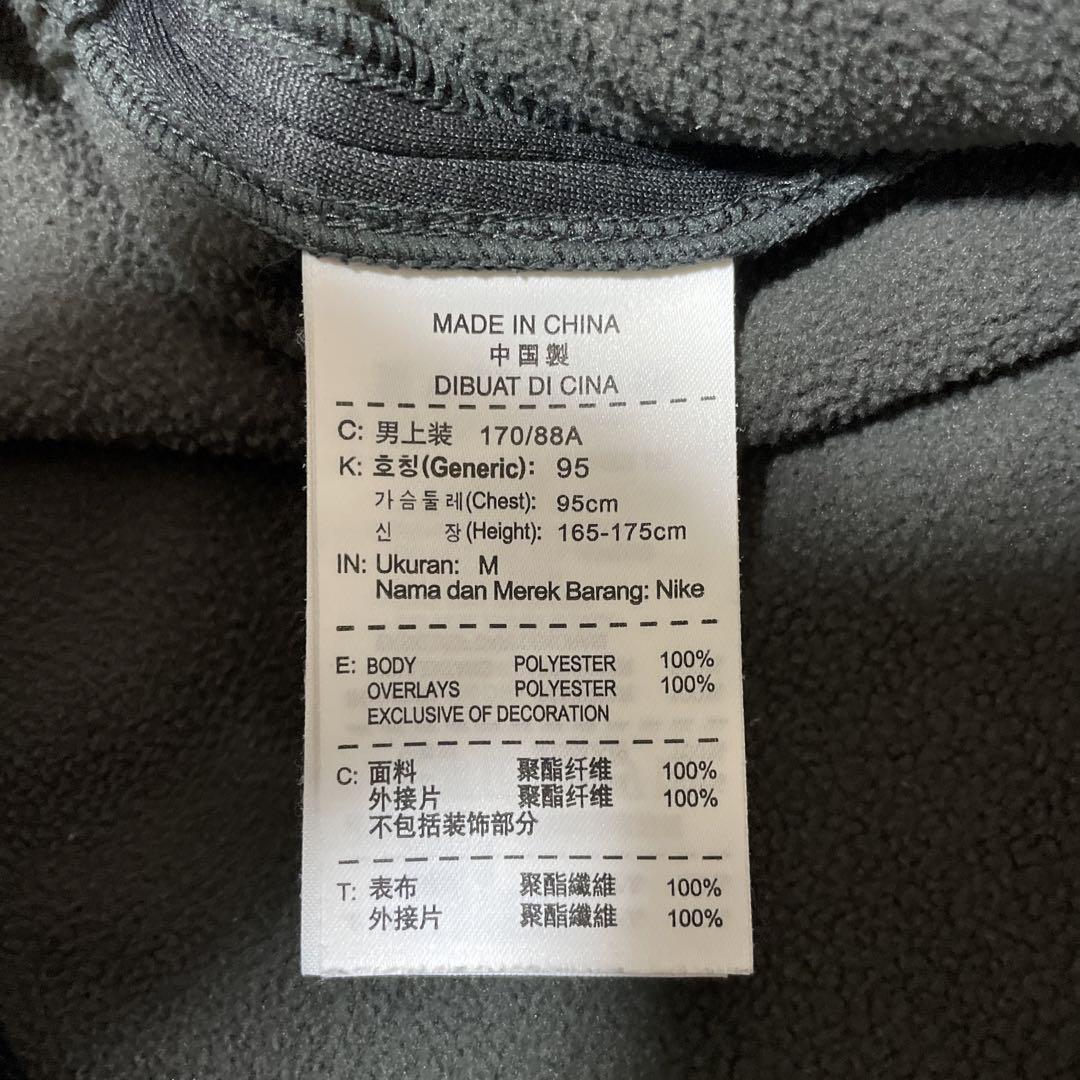 MADE IN CHINA
中国製
DIBUAT DI CINA
C: 男上装 170/88A
K: 호칭(Generic): 95
가슴둘레(Chest): 95cm
신 장(Height): 165-175cm
IN: Ukuran: M
Nama dan Merek Barang: Nike
E: BODY POLYESTER 100%
OVERLAYS POLYESTER 100%
EXCLUSIVE OF DECORATION
C: 面料 聚酯纤维 100%
外接片 聚酯纤维 100%
不包括装饰部分
T: 表布 聚酯纖維 100%
外接片 聚酯纖維 100%